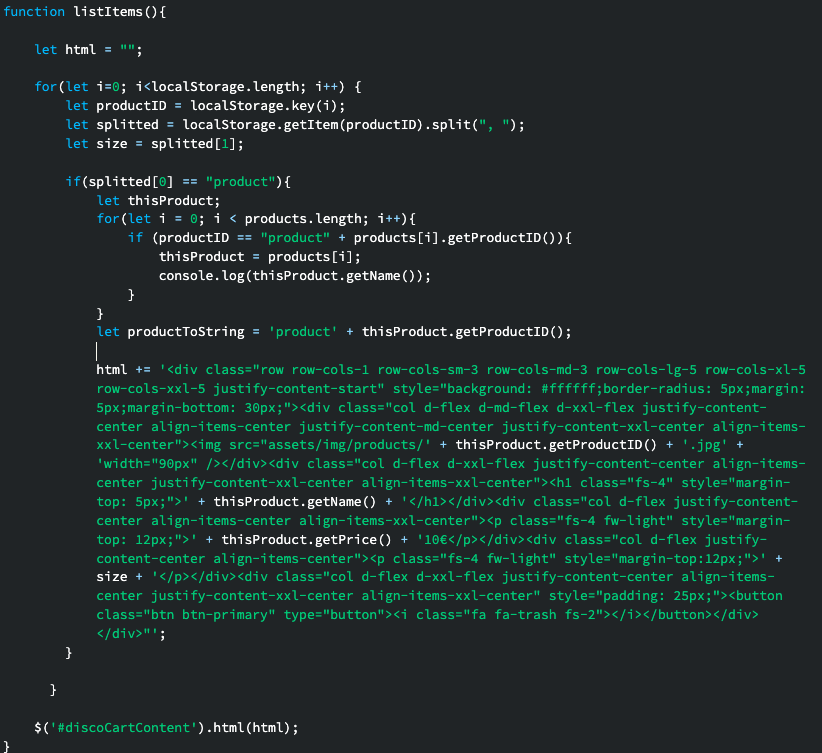 function listItems(){
let html = "";
for(let i=0; i<localStorage.length; i++) {
let productID = localStorage.key(i);
let splitted = localStorage.getItem(productID).split(", ");
let size = splitted[1];
if(splitted[0] == "product"){
let thisProduct;
for(let i = 0; i < products.length; i++){
if (productID == "product" + products[i].getProductID()){
thisProduct = products[i];
console.log(thisProduct.getName());
}
}
let productToString = 'product' + thisProduct.getProductID();
html += '<div class="row row-cols-1 row-cols-sm-3 row-cols-md-3 row-cols-lg-5 row-cols-xl-5
row-cols-xxl-5 justify-content-start" style="background: #ffffff;border-radius: 5px;margin:
5px;margin-bottom: 30px;"><div class="col d-flex d-md-flex d-xxl-flex justify-content-
center align-items-center justify-content-md-center justify-content-xxl-center align-items-
xxl-center"><img src="assets/img/products/' + thisProduct.getProductID() + '.jpg' +
'width="90px" /></div><div class="col d-flex d-xxl-flex justify-content-center align-items-
center justify-content-xxl-center align-items-xxl-center"><h1 class="fs-4" style="margin-
top: 5px;">' + thisProduct.getName() + '</h1></div><div class="col d-flex justify-content-
center align-items-center align-items-xxl-center"><p class="fs-4 fw-light" style="margin-
top: 12px;">' + thisProduct.getPrice() + '10€</p></div><div class="col d-flex justify-
content-center align-items-center"><p class="fs-4 fw-light" style="margin-top:12px;">' +
size + '</p></div><div class="col d-flex d-xxl-flex justify-content-center align-items-
center justify-content-xxl-center align-items-xxl-center" style="padding: 25px;"><button
class="btn btn-primary" type="button"><i class="fa fa-trash fs-2"></i></button></div>
</div>"';
}
}
$('#discoCartContent').html(html);
}